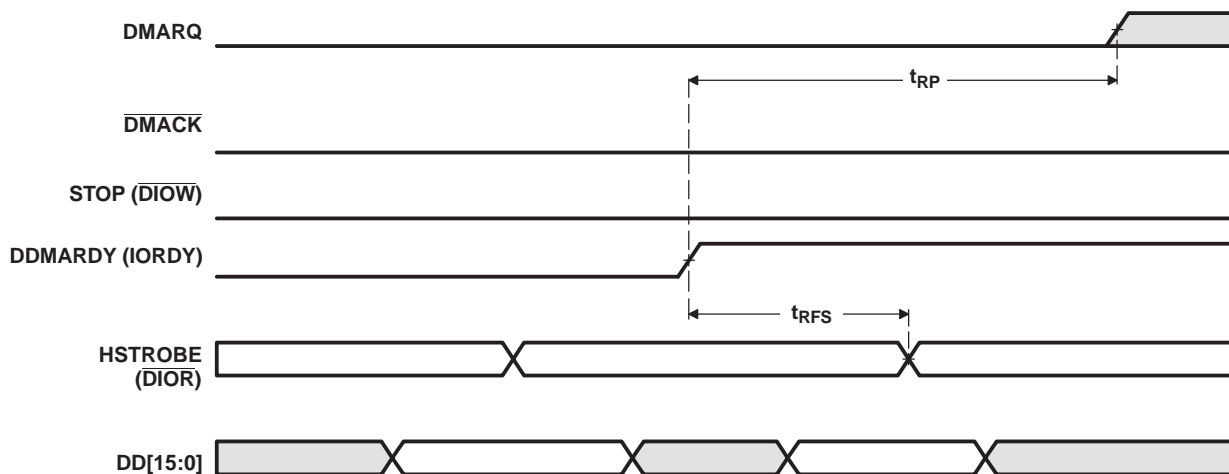 DMARQ
tRP
DMACK
STOP (DIOW)
DDMARDY (IORDY)
tRFS
HSTROBE
(DIOR)
DD[15:0]